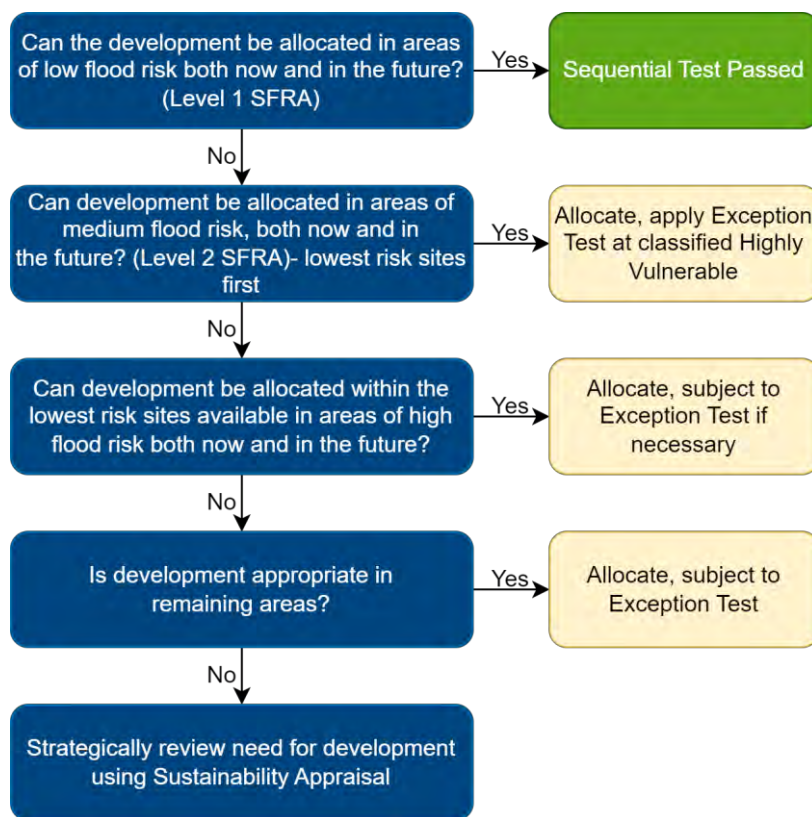 Can the development be allocated in areas
of low flood risk both now and in the future?
(Level 1 SFRA)
Yes
Sequential Test Passed
No
Can development be allocated in areas of
medium flood risk, both now and in
the future? (Level 2 SFRA)- lowest risk sites
first
Yes
Allocate, apply Exception
Test at classified Highly
Vulnerable
No
Can development be allocated within the
lowest risk sites available in areas of high
flood risk both now and in the future?
Yes
Allocate, subject to
Exception Test if
necessary
No
Is development appropriate in
remaining areas?
Yes
Allocate, subject to
Exception Test
No
Strategically review need for development
using Sustainability Appraisal